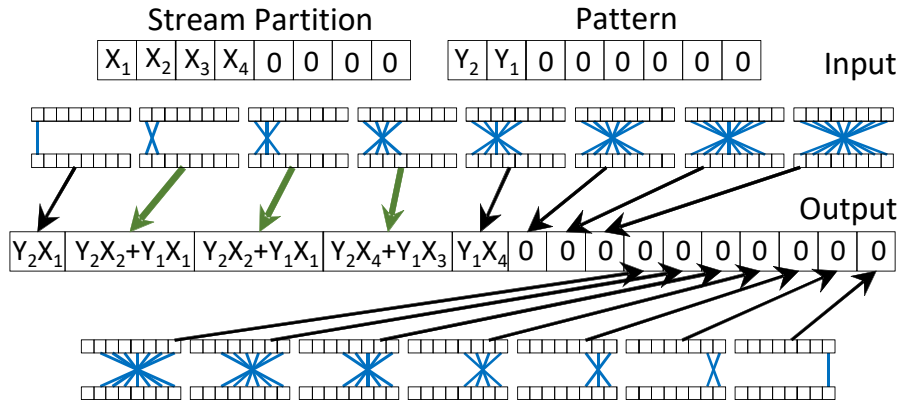 Stream Partition Pattern
X₁ X₂ X₃ X₄ 0 0 0 0 Y₂ Y₁ 0 0 0 0 0 0
Input
Output
Y₂X₁ Y₂X₂+Y₁X₁ Y₂X₂+Y₁X₁ Y₂X₄+Y₁X₃ Y₁X₄ 0 0 0 0 0 0 0 0 0 0